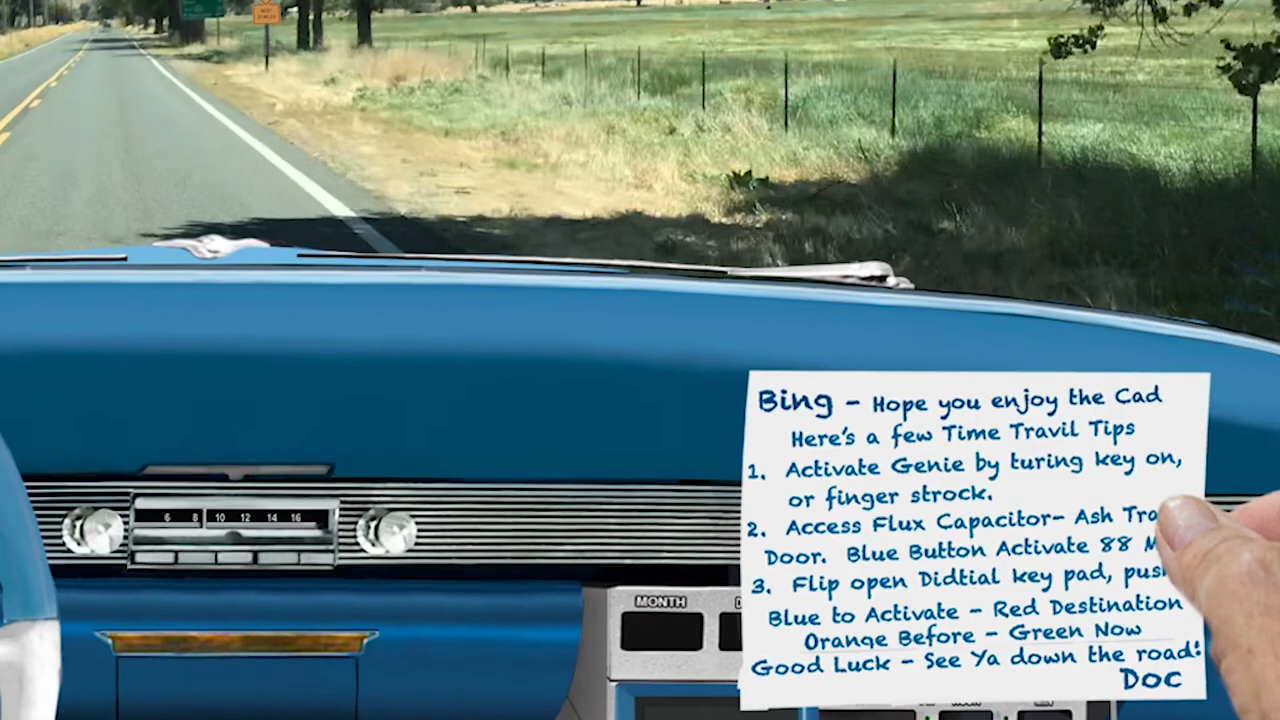 6 8 10 12 14 16
MONTH
Bing - Hope you enjoy the Cad
Here's a few Time Travil Tips
1. Activate Genie by turing key on,
or finger strock.
2. Access Flux Capacitor- Ash
Door. Blue Button Activate 88
3. Flip open Didtial key pad,
Blue to Activate - Red Destination
Orange Before - Green Now
Good Luck - See Ya down the road!
Doc